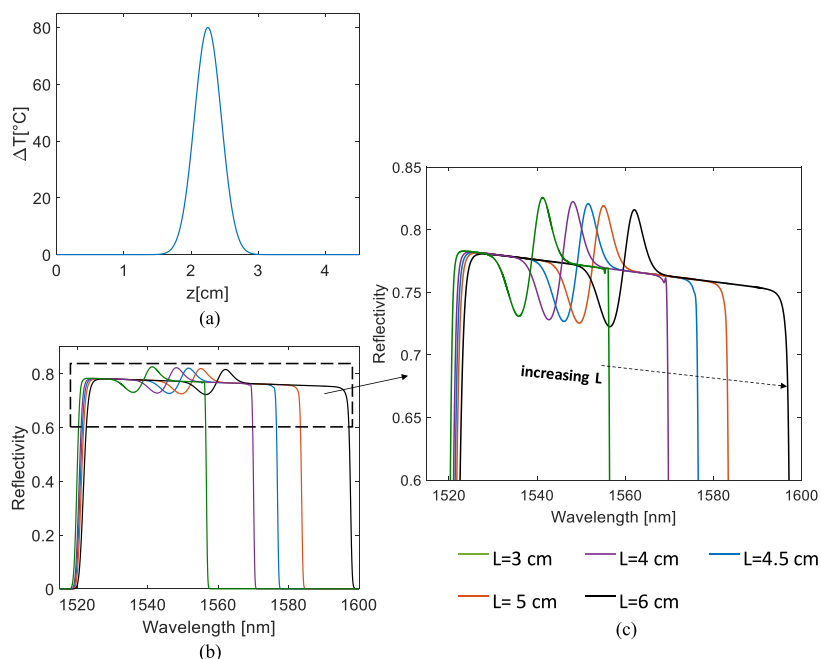 80
60
40
20
0
ΔT[°C]
0 1 2 3 4
z[cm]
(a)
0.8
0.6
0.4
0.2
0
Reflectivity
1520 1540 1560 1580 1600
Wavelength [nm]
(b)
0.85
0.8
0.75
0.7
0.65
0.6
Reflectivity
increasing L
1520 1540 1560 1580 1600
Wavelength [nm]
L=3 cm L=4 cm L=4.5 cm
L= 5 cm L=6 cm
(c)